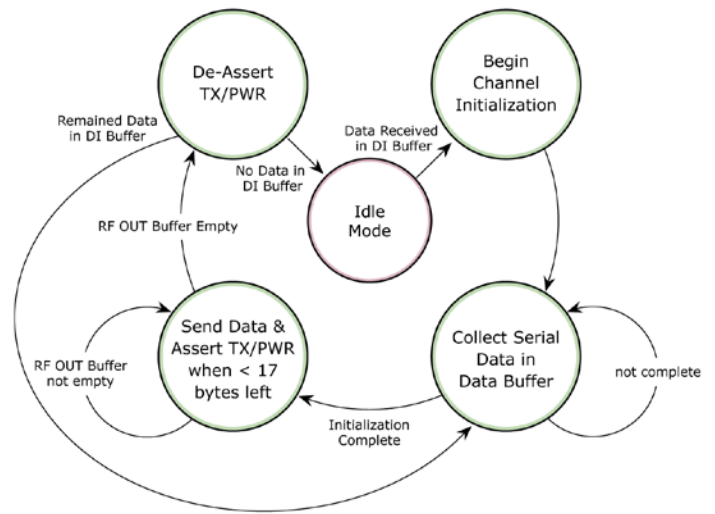 De-Assert
TX/PWR
Begin
Channel
Initialization
Remained Data
in DI Buffer
Data Received
in DI Buffer
No Data in
DI Buffer
Idle
Mode
RF OUT Buffer Empty
Send Data &
Assert TX/PWR
when < 17
bytes left
Collect Serial
Data in
Data Buffer
RF OUT Buffer
not empty
not complete
Initialization
Complete